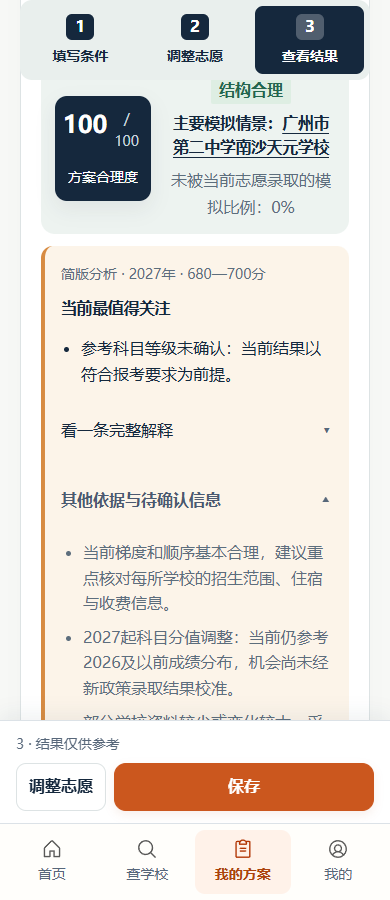 1
2
3
填写条件
调整志愿
查看结果
结构合理
100
/
100
方案合理度
主要模拟情景：广州市
第二中学南沙天元学校
未被当前志愿录取的模
拟比例：0%
简版分析 · 2027年 · 680—700分
当前最值得关注
• 参考科目等级未确认：当前结果以
符合报考要求为前提。
看一条完整解释
▾
其他依据与待确认信息
▴
• 当前梯度和顺序基本合理，建议重
点核对每所学校的招生范围、住宿
与收费信息。
• 2027起科目分值调整：当前仍参考
2026及以前成绩分布，机会尚未经
新政策录取结果校准。
3 · 结果仅供参考
调整志愿
保存
首页
查学校
我的方案
我的